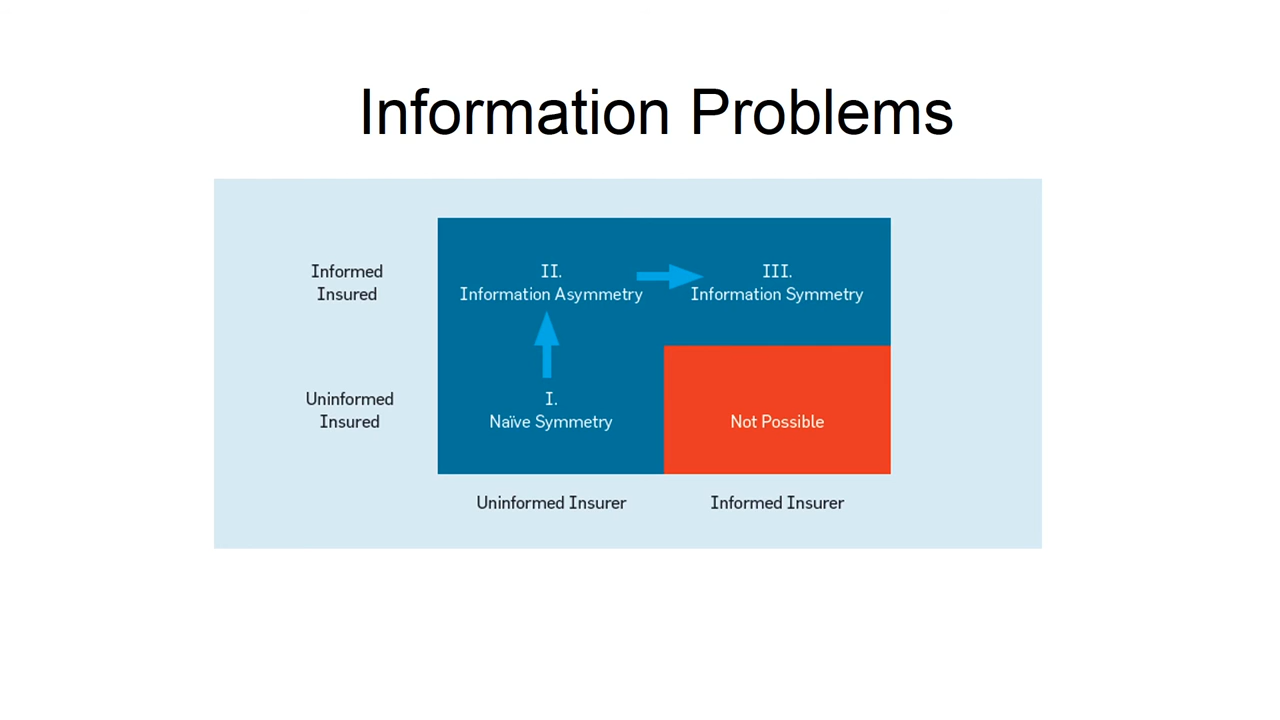 Information Problems
Informed
Insured
II.
Information Asymmetry
III.
Information Symmetry
Uninformed
Insured
I.
Naïve Symmetry
Not Possible
Uninformed Insurer
Informed Insurer